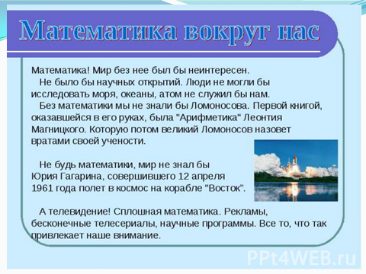 Математика вокруг нас
Математика! Мир без нее был бы неинтересен.
Не было бы научных открытий. Люди не могли бы
исследовать моря, океаны, атом не служил бы нам.
Без математики мы не знали бы Ломоносова. Первой книгой,
оказавшейся в его руках, была "Арифметика" Леонтия
Магницкого. Которую потом великий Ломоносов назовет
вратами своей учености.
Не будь математики, мир не знал бы
Юрия Гагарина, совершившего 12 апреля
1961 года полет в космос на корабле "Восток".
А телевидение! Сплошная математика. Рекламы,
бесконечные телесериалы, научные программы. Все то, что так
привлекает наше внимание.
PPt4WEB.ru